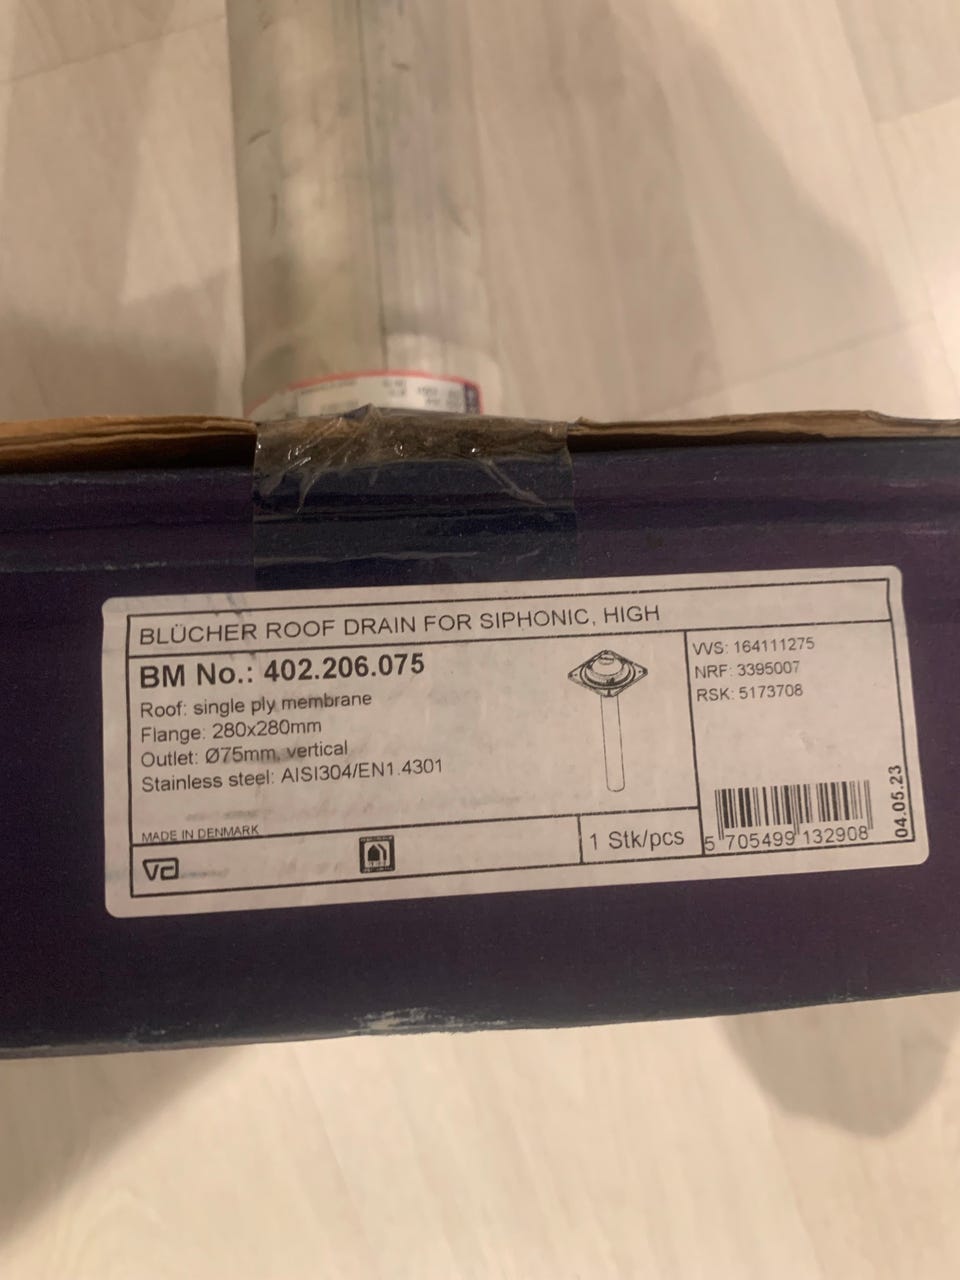 BLÜCHER ROOF DRAIN FOR SIPHONIC, HIGH
BM No.: 402.206.075
Roof: single ply membrane
Flange: 280x280mm
Outlet: Ø75mm, vertical
Stainless steel: AISI304/EN1.4301
MADE IN DENMARK
VVS: 164111275
NRF: 3395007
RSK: 5173708
1 Stk/pcs
5 705499 132908
04.05.23